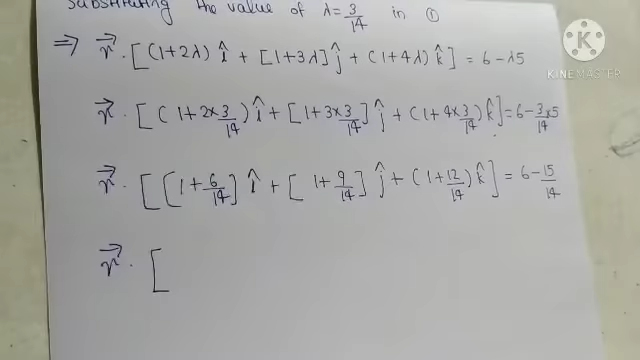 Substituting the value of λ = 3/14 in ①
⇒ r⃗ · [(1+2λ) î + [1+3λ] ĵ + (1+4λ) k̂] = 6 - λ5
r⃗ · [(1+2×3/14) î + [1+3×3/14] ĵ + (1+4×3/14) k̂] = 6 - 3×5/14
r⃗ · [[1+6/14] î + [1+9/14] ĵ + (1+12/14) k̂] = 6 - 15/14
r⃗ · [
KINEMASTER